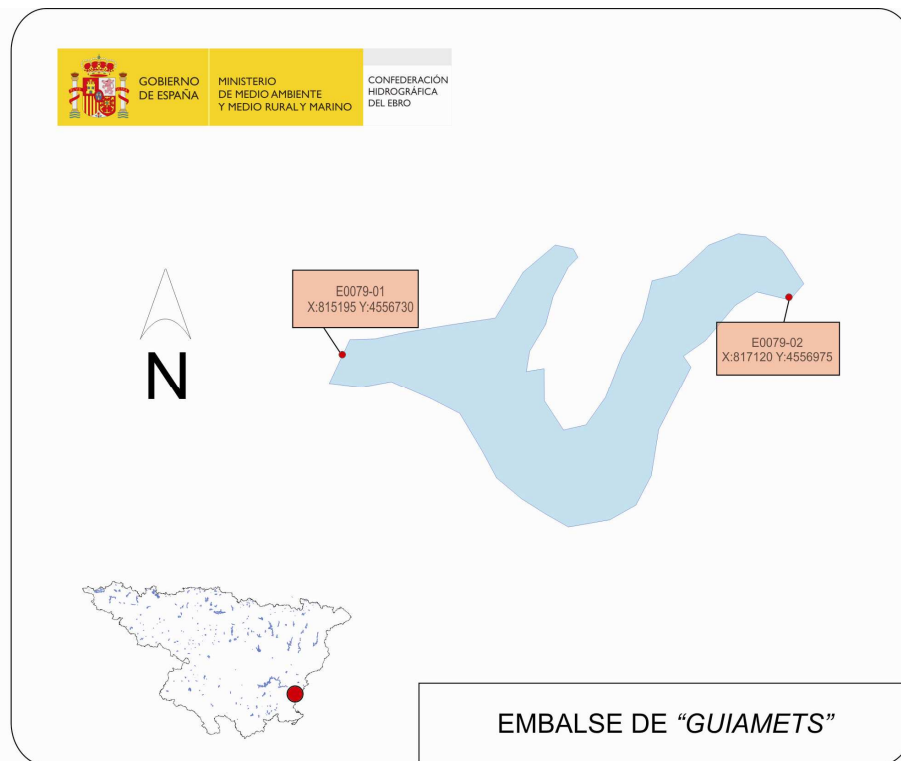 GOBIERNO
DE ESPAÑA
MINISTERIO
DE MEDIO AMBIENTE
Y MEDIO RURAL Y MARINO
CONFEDERACIÓN
HIDROGRÁFICA
DEL EBRO
E0079-01
X:815195 Y:4556730
N
E0079-02
X:817120 Y:4556975
EMBALSE DE "GUIAMETS"